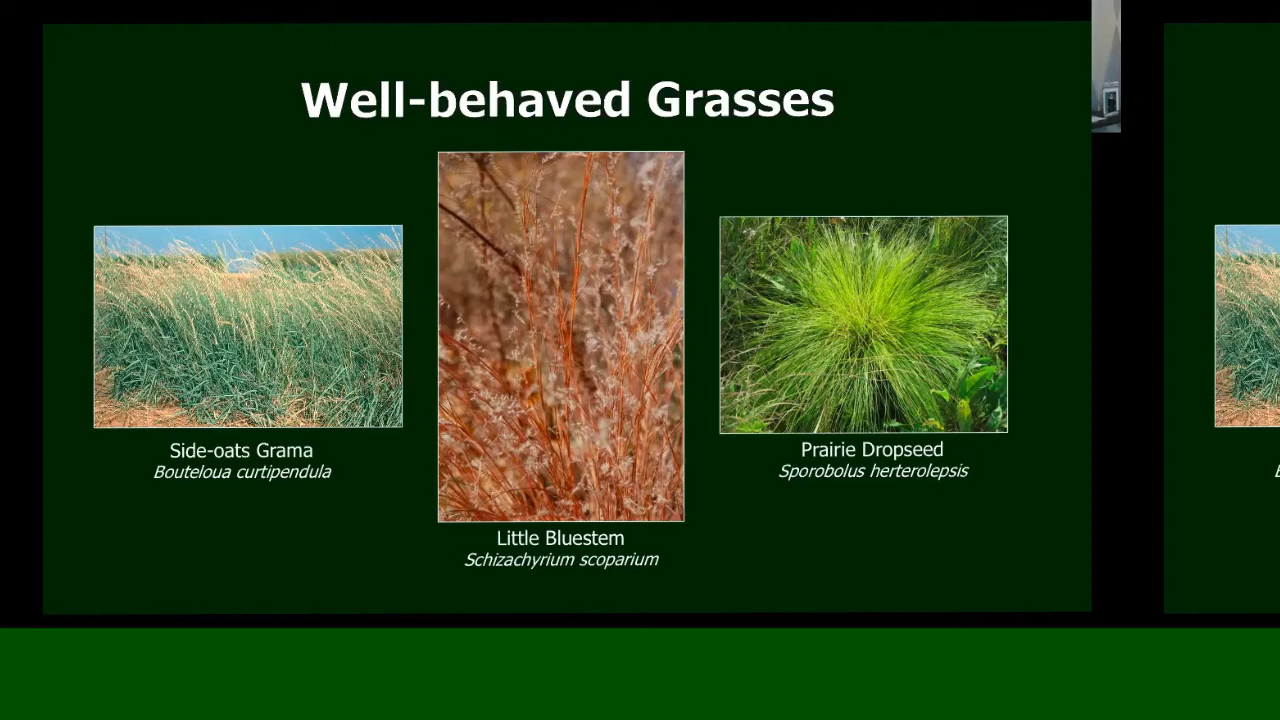 Well-behaved Grasses
Side-oats Grama
Bouteloua curtipendula
Little Bluestem
Schizachyrium scoparium
Prairie Dropseed
Sporobolus herterolepsis